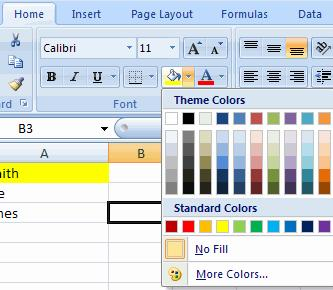 Home Insert Page Layout Formulas Data
Calibri 11 A A
B I U A
Font
B3
A B
Theme Colors
Standard Colors
No Fill
More Colors...